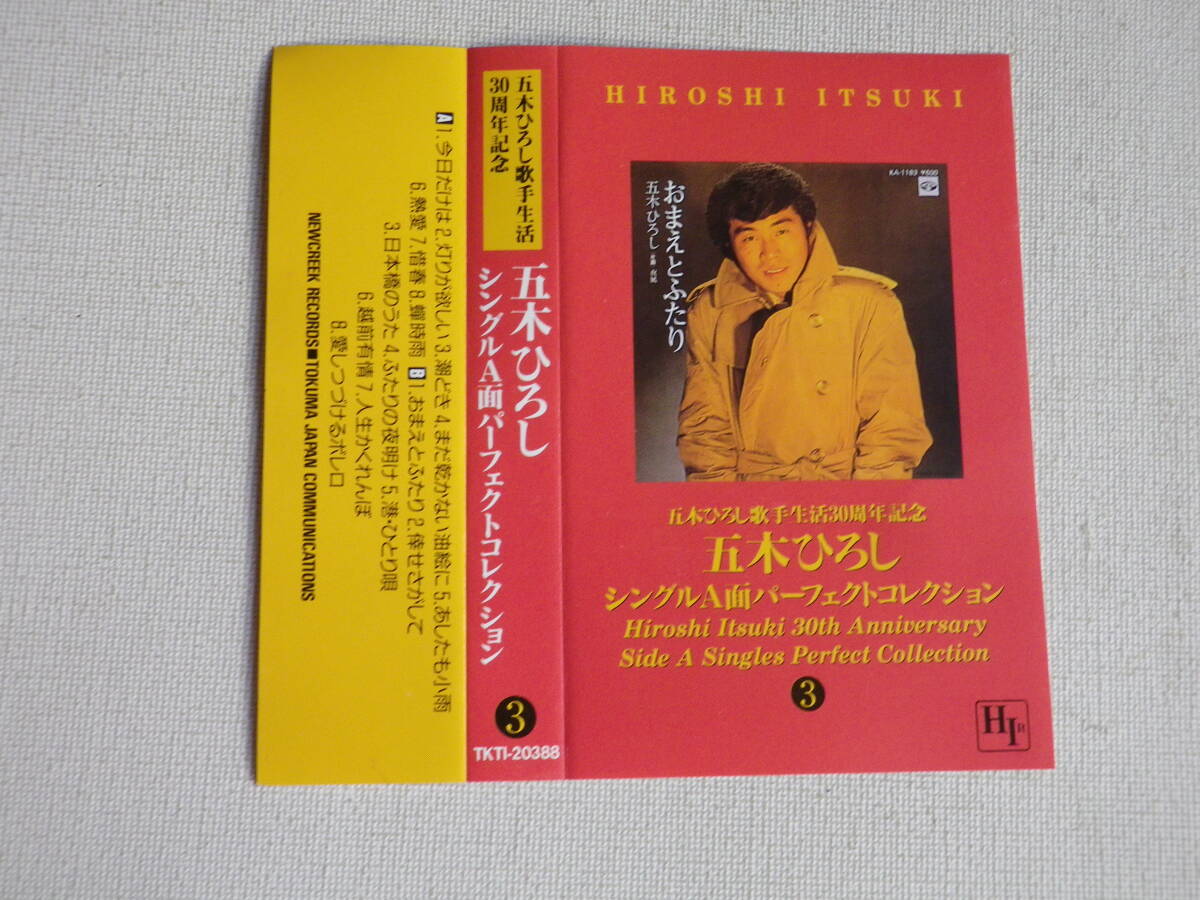 HIROSHI ITSUKI
KA-1183 ¥600
おまえとふたり
五木ひろし
五木ひろし歌手生活30周年記念
五木ひろし
シングルA面パーフェクトコレクション
Hiroshi Itsuki 30th Anniversary
Side A Singles Perfect Collection
3
HI
五木ひろし歌手生活
30周年記念
五木ひろし
シングルA面パーフェクトコレクション
3
TKTI-20388
A 1.今日だけは 2.灯りが欲しい 3.潮どき 4.まだ乾かない油絵に 5.あしたも小雨
6.熱愛 7.惜春 8.蟬時雨 B 1.おまえとふたり 2.倖せさがして
3.日本橋のうた 4.ふたりの夜明け 5.港・ひとり唄
6.越前有情 7.人生かくれんぼ
8.愛しつづけるボレロ
NEWCREEK RECORDS■TOKUMA JAPAN COMMUNICATIONS